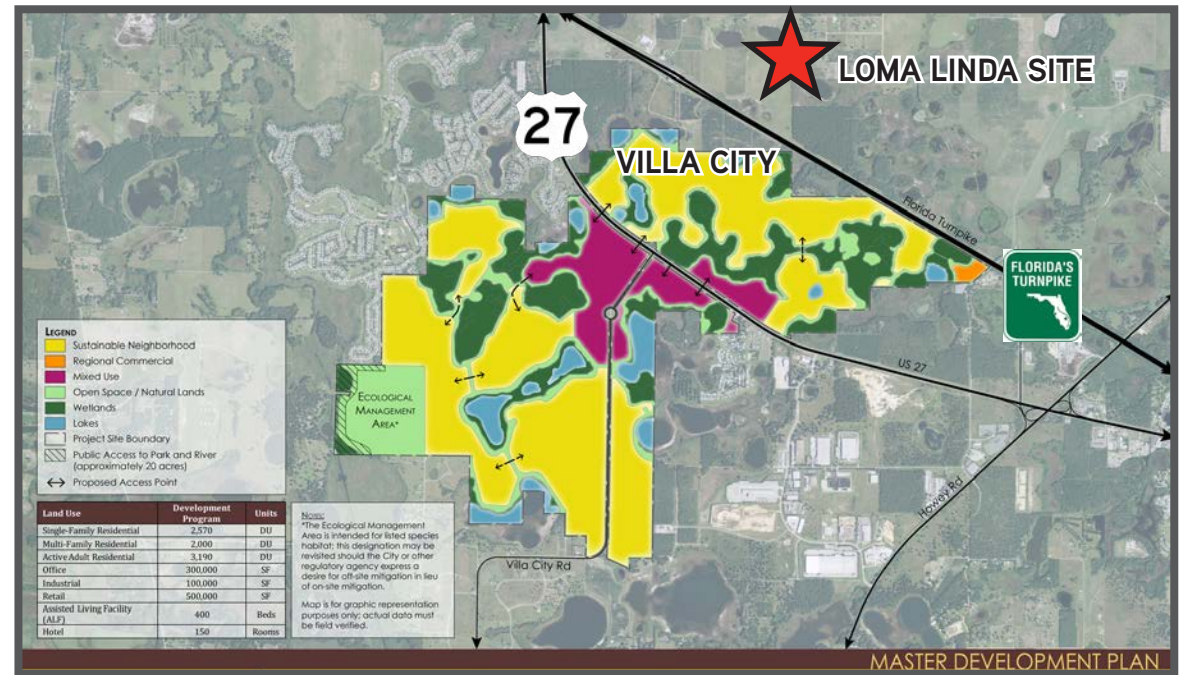 LOMA LINDA SITE
27
VILLA CITY
Florida Turnpike
FLORIDA'S
TURNPIKE
US 27
Howey Rd
Villa City Rd
ECOLOGICAL
MANAGEMENT
AREA*
LEGEND
Sustainable Neighborhood
Regional Commercial
Mixed Use
Open Space / Natural Lands
Wetlands
Lakes
Project Site Boundary
Public Access to Park and River
(approximately 20 acres)
Proposed Access Point
Land Use Development Program Units
Single-Family Residential 2,570 DU
Multi-Family Residential 2,000 DU
Active Adult Residential 3,190 DU
Office 300,000 SF
Industrial 100,000 SF
Retail 500,000 SF
Assisted Living Facility (ALF) 400 Beds
Hotel 150 Rooms
NOTES:
*The Ecological Management
Area is intended for listed species
habitat; this designation may be
revisited should the City or other
regulatory agency express a
desire for off-site mitigation in lieu
of on-site mitigation.
Map is for graphic representation
purposes only; actual data must
be field verified.
MASTER DEVELOPMENT PLAN